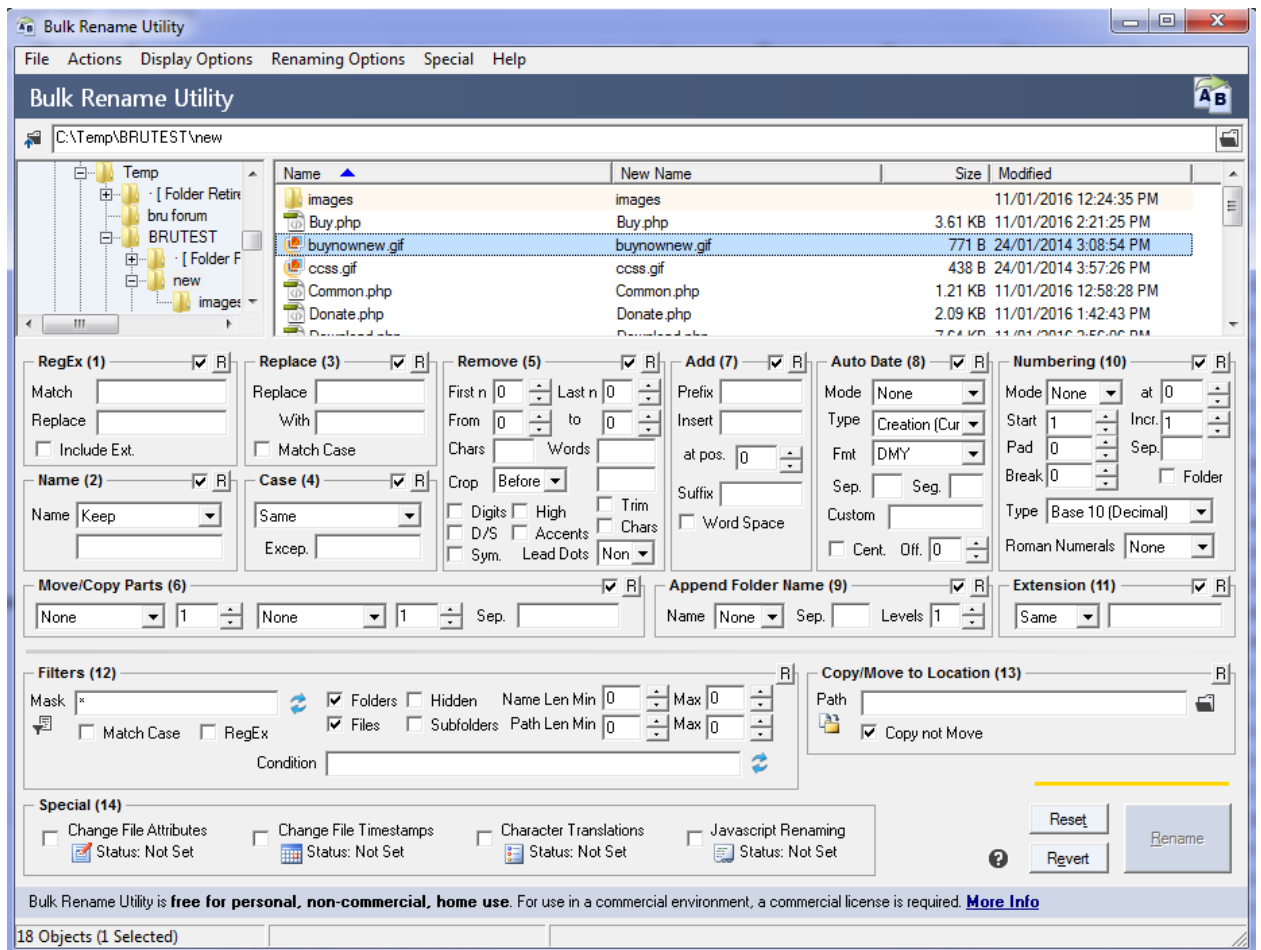 Bulk Rename Utility
File Actions Display Options Renaming Options Special Help
Bulk Rename Utility
C:\Temp\BRUTEST\new
Temp
· [ Folder Retire
bru forum
BRUTEST
· [ Folder F
new
images
Name New Name Size Modified
images images 11/01/2016 12:24:35 PM
Buy.php Buy.php 3.61 KB 11/01/2016 2:21:25 PM
buynownew.gif buynownew.gif 771 B 24/01/2014 3:08:54 PM
ccss.gif ccss.gif 438 B 24/01/2014 3:57:26 PM
Common.php Common.php 1.21 KB 11/01/2016 12:58:28 PM
Donate.php Donate.php 2.09 KB 11/01/2016 1:42:43 PM
RegEx (1) R
Match
Replace
Include Ext.
Name (2) R
Name Keep
Replace (3) R
Replace
With
Match Case
Case (4) R
Same
Excep.
Remove (5) R
First n 0 Last n 0
From 0 to 0
Chars Words
Crop Before
Digits High Trim
D/S Accents Chars
Sym. Lead Dots Non
Add (7) R
Prefix
Insert
at pos. 0
Suffix
Word Space
Auto Date (8) R
Mode None
Type Creation (Cur
Fmt DMY
Sep. Seg.
Custom
Cent. Off. 0
Numbering (10) R
Mode None at 0
Start 1 Incr. 1
Pad 0 Sep.
Break 0 Folder
Type Base 10 (Decimal)
Roman Numerals None
Move/Copy Parts (6) R
None 1 None 1 Sep.
Append Folder Name (9) R
Name None Sep. Levels 1
Extension (11) R
Same
Filters (12) R
Mask * Folders Hidden Name Len Min 0 Max 0
Match Case RegEx Files Subfolders Path Len Min 0 Max 0
Condition
Copy/Move to Location (13) R
Path
Copy not Move
Special (14)
Change File Attributes Change File Timestamps Character Translations Javascript Renaming
Status: Not Set Status: Not Set Status: Not Set Status: Not Set
Reset
Revert
Rename
Bulk Rename Utility is free for personal, non-commercial, home use. For use in a commercial environment, a commercial license is required. More Info
18 Objects (1 Selected)